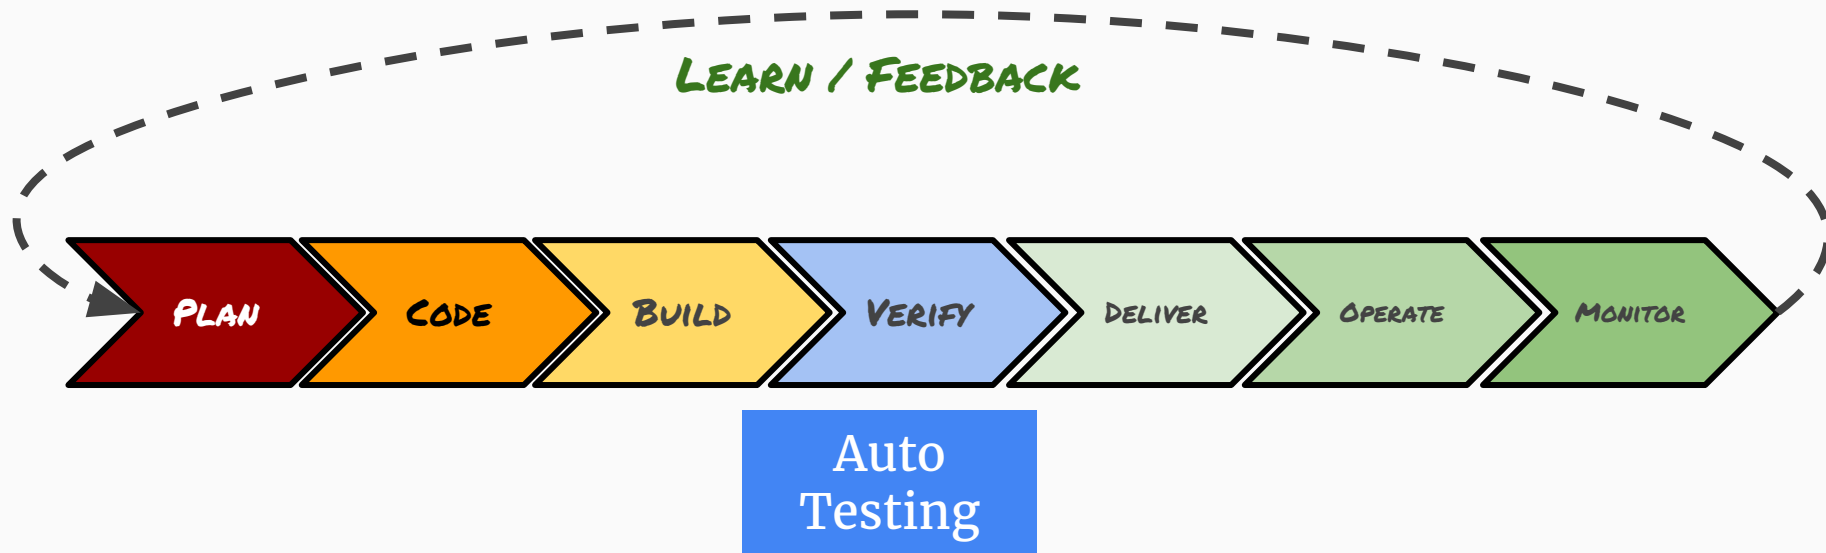 Learn / Feedback
Plan
Code
Build
Verify
Deliver
Operate
Monitor
Auto
Testing